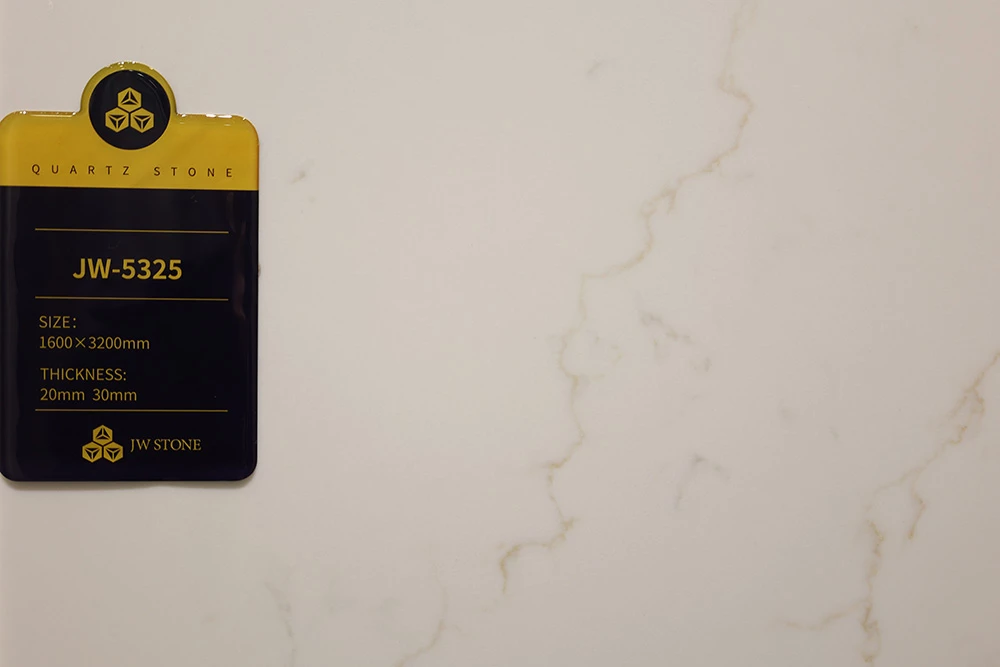 QUARTZ STONE
JW-5325
SIZE:
1600×3200mm
THICKNESS:
20mm 30mm
JW STONE